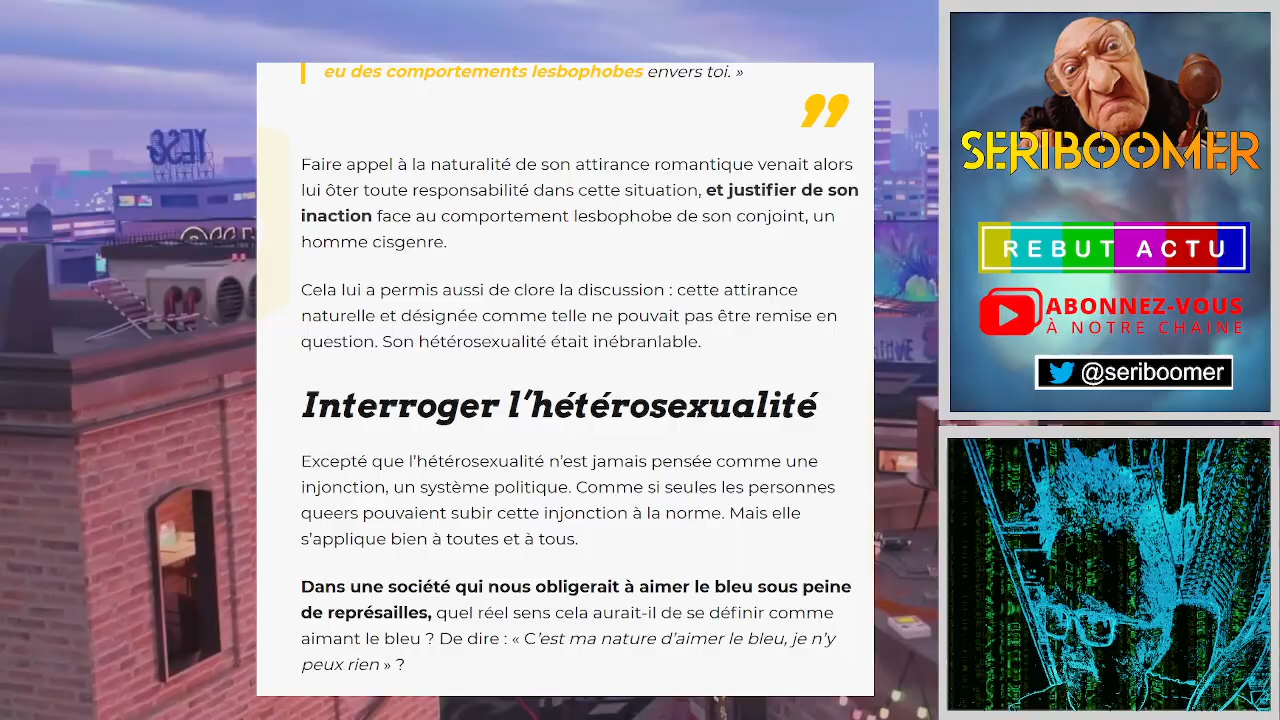 eu des comportements lesbophobes envers toi. »
”
Faire appel à la naturalité de son attirance romantique venait alors
lui ôter toute responsabilité dans cette situation, et justifier de son
inaction face au comportement lesbophobe de son conjoint, un
homme cisgenre.
Cela lui a permis aussi de clore la discussion : cette attirance
naturelle et désignée comme telle ne pouvait pas être remise en
question. Son hétérosexualité était inébranlable.
Interroger l’hétérosexualité
Excepté que l’hétérosexualité n’est jamais pensée comme une
injonction, un système politique. Comme si seules les personnes
queers pouvaient subir cette injonction à la norme. Mais elle
s’applique bien à toutes et à tous.
Dans une société qui nous obligerait à aimer le bleu sous peine
de représailles, quel réel sens cela aurait-il de se définir comme
aimant le bleu ? De dire : « C’est ma nature d’aimer le bleu, je n’y
peux rien » ?
SERIBOOMER
REBUT ACTU
ABONNEZ-VOUS
À NOTRE CHAINE
@seriboomer